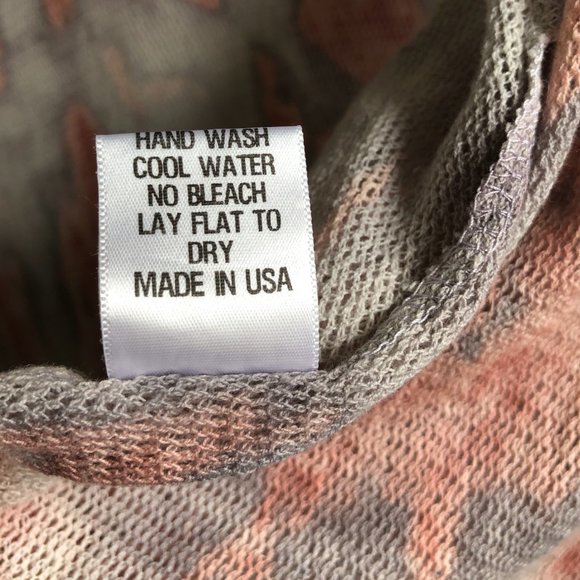 HAND WASH
COOL WATER
NO BLEACH
LAY FLAT TO
DRY
MADE IN USA